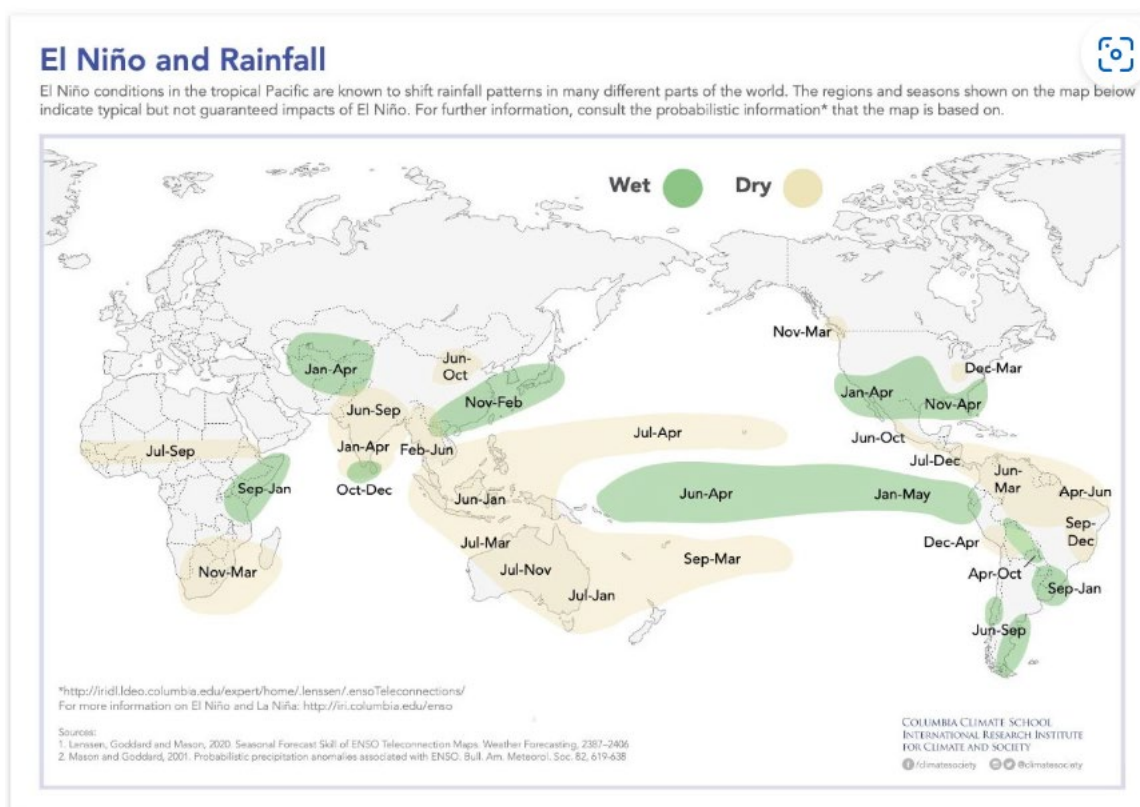 El Niño and Rainfall
El Niño conditions in the tropical Pacific are known to shift rainfall patterns in many different parts of the world. The regions and seasons shown on the map below
indicate typical but not guaranteed impacts of El Niño. For further information, consult the probabilistic information* that the map is based on.
Wet Dry
Nov-Mar
Jan-Apr
Jun-
Oct
Dec-Mar
Nov-Feb
Jun-Sep
Jan-Apr
Nov-Apr
Jul-Sep
Jan-Apr
Feb-Jun
Jul-Apr
Jun-Oct
Jul-Dec
Sep-Jan
Oct-Dec
Jun-Jan
Jun-Apr
Jan-May
Jun-
Mar
Apr-Jun
Sep-
Dec
Jul-Mar
Dec-Apr
Nov-Mar
Jul-Nov
Sep-Mar
Apr-Oct
Jul-Jan
Sep-Jan
Jun-Sep
*http://iridl.ldeo.columbia.edu/expert/home/.lenssen/.ensoTeleconnections/
For more information on El Niño and La Niña: http://iri.columbia.edu/enso
Sources:
1. Lenssen, Goddard and Mason, 2020. Seasonal Forecast Skill of ENSO Teleconnection Maps. Weather Forecasting, 2387–2406
2. Mason and Goddard, 2001. Probabilistic precipitation anomalies associated with ENSO. Bull. Am. Meteorol. Soc. 82, 619-638
COLUMBIA CLIMATE SCHOOL
INTERNATIONAL RESEARCH INSTITUTE
FOR CLIMATE AND SOCIETY
/climatesociety @climatesociety